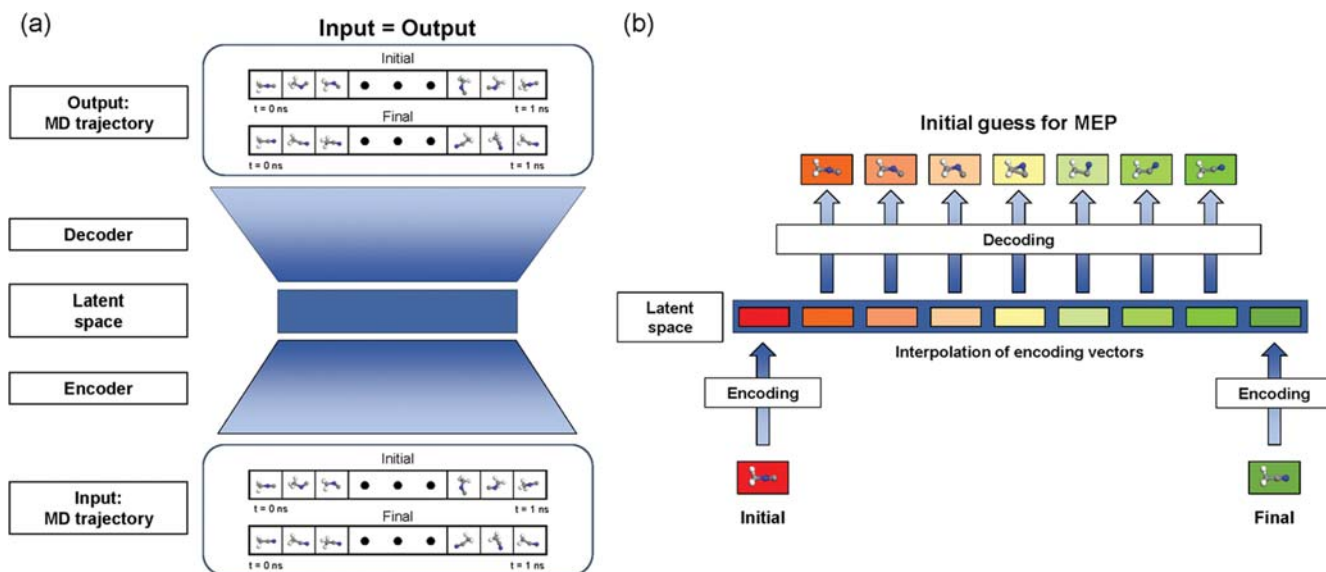 (a)
Input = Output
Initial
t = 0 ns
t = 1 ns
Final
t = 0 ns
t = 1 ns
Output:
MD trajectory
Decoder
Latent
space
Encoder
Input:
MD trajectory
Initial
t = 0 ns
t = 1 ns
Final
t = 0 ns
t = 1 ns
(b)
Initial guess for MEP
Decoding
Latent
space
Interpolation of encoding vectors
Encoding
Encoding
Initial
Final